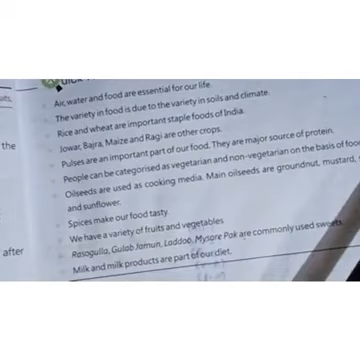 Air, water and food are essential for our life.
The variety in food is due to the variety in soils and climate.
Rice and wheat are important staple foods of India.
Jowar, Bajra, Maize and Ragi are other crops.
Pulses are an important part of our food. They are major source of protein.
People can be categorised as vegetarian and non-vegetarian on the basis of foo
Oilseeds are used as cooking media. Main oilseeds are groundnut, mustard,
and sunflower.
Spices make our food tasty.
We have a variety of fruits and vegetables
Rasogulla, Gulab Jamun, Laddoo, Mysore Pak are commonly used sweets.
Milk and milk products are part of our diet.
the
after